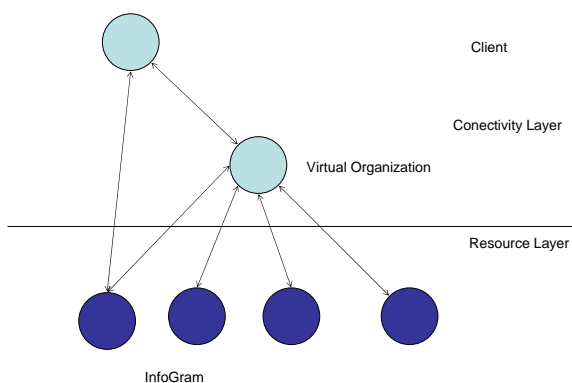 Client
Conectivity Layer
Virtual Organization
Resource Layer
InfoGram